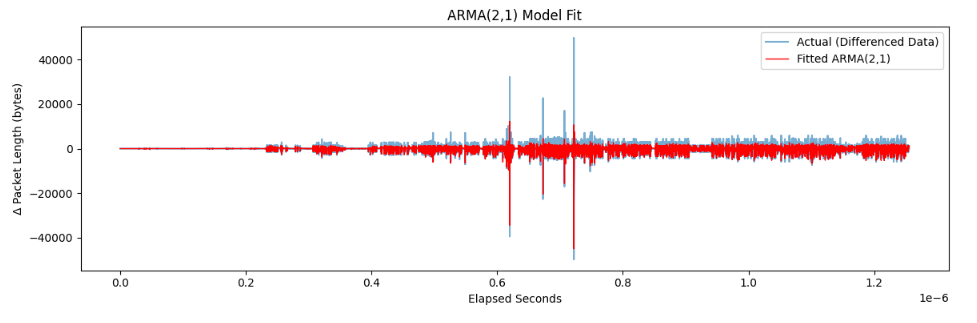 ARMA(2,1) Model Fit
Actual (Differenced Data)
Fitted ARMA(2,1)
Δ Packet Length (bytes)
40000
20000
0
−20000
−40000
0.0 0.2 0.4 0.6 0.8 1.0 1.2
1e−6
Elapsed Seconds